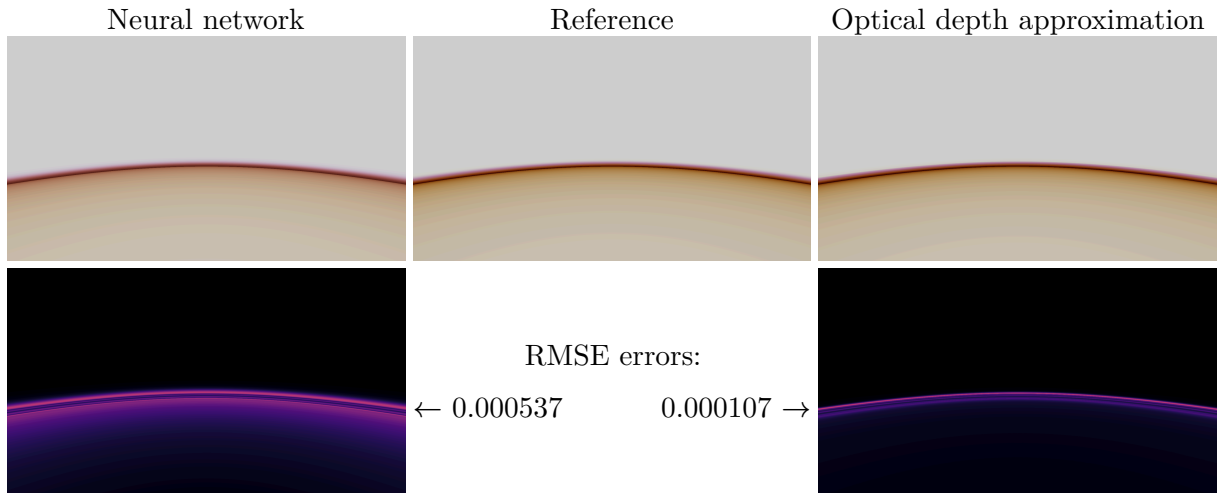 Neural network
Reference
Optical depth approximation
RMSE errors:
← 0.000537
0.000107 →